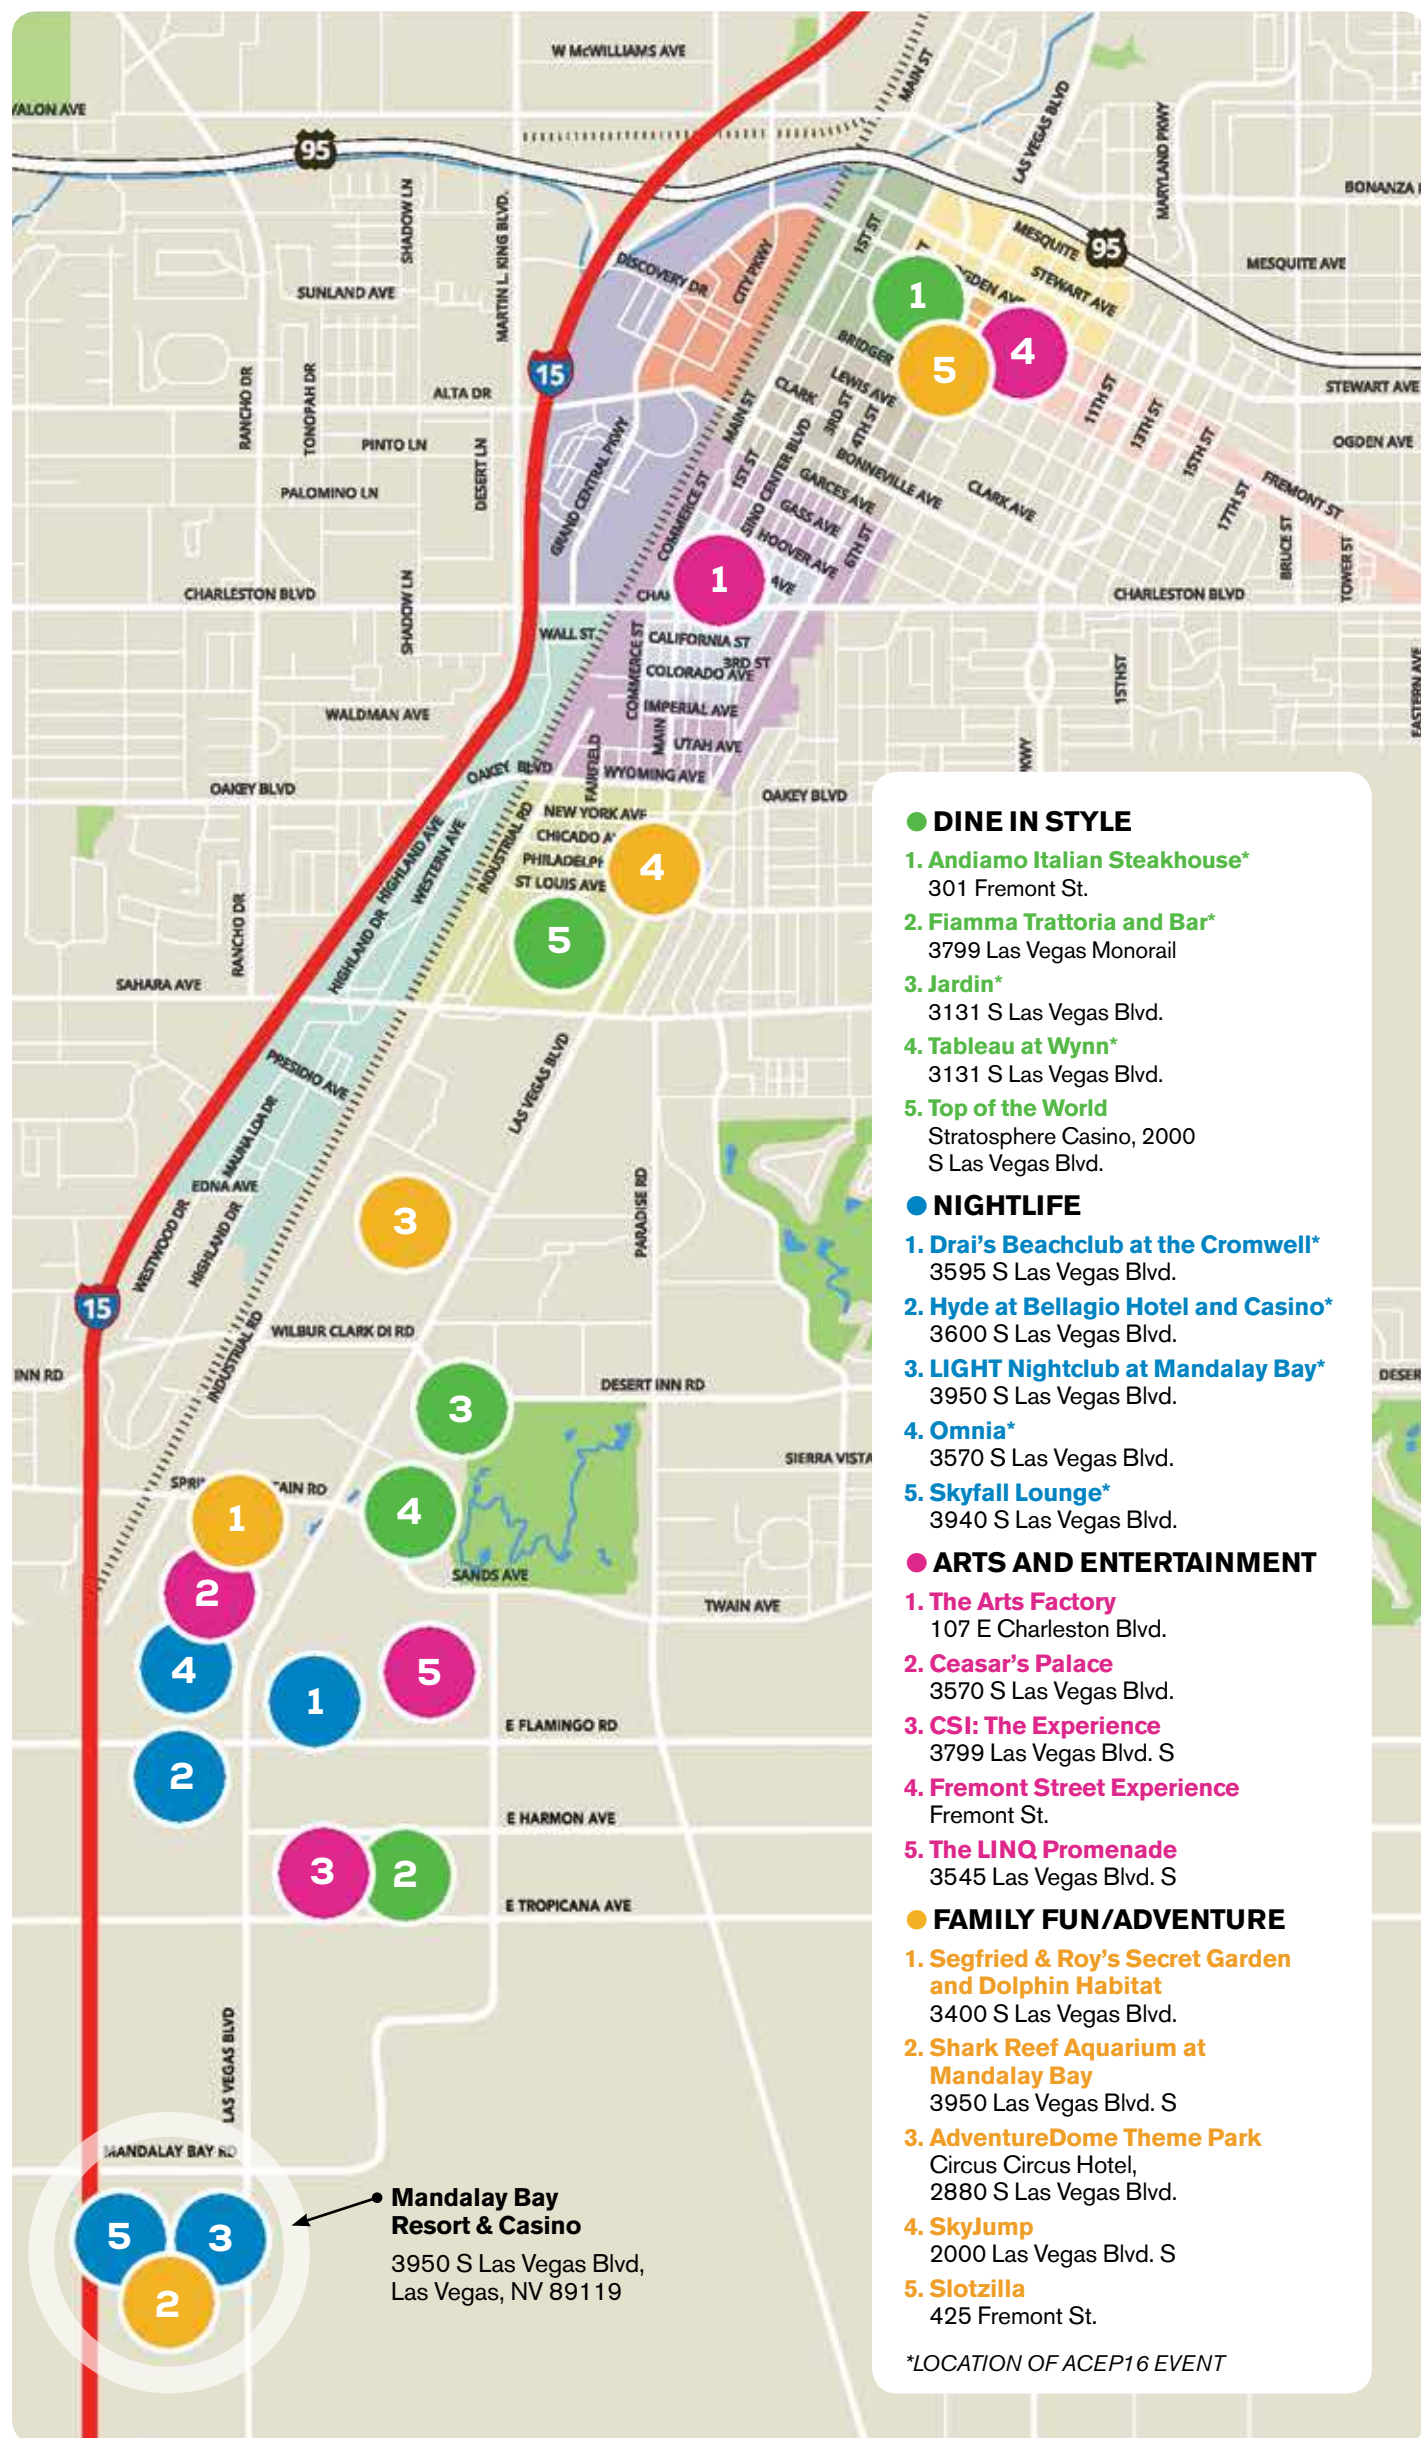 W McWILLIAMS AVE
MAIN ST
LAS VEGAS BLVD
MARYLAND PKWY
VALON AVE
95
BONANZA
SHADOW LN
MARTIN L. KING BLVD.
1ST ST
MESQUITE
95
MESQUITE AVE
DISCOVERY DR
CITY PKWY
STEWART AVE
OGDEN AVE
SUNLAND AVE
1
4
5
BRIDGER
15
STEWART AVE
RANCHO DR
TONOPAH DR
ALTA DR
CLARK
LEWIS AVE
3RD ST
4TH ST
11TH ST
13TH ST
15TH ST
17TH ST
OGDEN AVE
PINTO LN
DESERT LN
GRAND CENTRAL PKWY
MAIN ST
1ST ST
SINO CENTER BLVD
BONNEVILLE AVE
GARCES AVE
CLARK AVE
FREMONT ST
PALOMINO LN
COMMERCE ST
GASS AVE
HOOVER AVE
6TH ST
BRUCE ST
TOWER ST
1
AVE
CHARLESTON BLVD
SHADOW LN
CHAR
CHARLESTON BLVD
WALL ST
COMMERCE ST
CALIFORNIA ST
3RD ST
COLORADO AVE
15TH ST
EASTERN AVE
WALDMAN AVE
IMPERIAL AVE
MAIN
UTAH AVE
FAIRFIELD
PKWY
OAKEY BLVD
OAKEY BLVD
WYOMING AVE
OAKEY BLVD
NEW YORK AVE
CHICADO A
PHILADELPH
ST LOUIS AVE
HIGHLAND AVE
WESTERN AVE
INDUSTRIAL RD
4
5
RANCHO DR
HIGHLAND DR
SAHARA AVE
PRESIDIO AVE
LAS VEGAS BLVD
MAUNA LOA DR
EDNA AVE
WESTWOOD DR
HIGHLAND DR
3
PARADISE RD
15
INDUSTRIAL RD
WILBUR CLARK DI RD
INN RD
DESERT INN RD
DESER
3
SIERRA VISTA
SPRI
TAIN RD
1
4
2
SANDS AVE
TWAIN AVE
4
1
5
E FLAMINGO RD
2
E HARMON AVE
3
2
E TROPICANA AVE
LAS VEGAS BLVD
MANDALAY BAY RD
5
3
2
Mandalay Bay
Resort & Casino
3950 S Las Vegas Blvd,
Las Vegas, NV 89119
DINE IN STYLE
1. Andiamo Italian Steakhouse*
301 Fremont St.
2. Fiamma Trattoria and Bar*
3799 Las Vegas Monorail
3. Jardin*
3131 S Las Vegas Blvd.
4. Tableau at Wynn*
3131 S Las Vegas Blvd.
5. Top of the World
Stratosphere Casino, 2000
S Las Vegas Blvd.
NIGHTLIFE
1. Drai's Beachclub at the Cromwell*
3595 S Las Vegas Blvd.
2. Hyde at Bellagio Hotel and Casino*
3600 S Las Vegas Blvd.
3. LIGHT Nightclub at Mandalay Bay*
3950 S Las Vegas Blvd.
4. Omnia*
3570 S Las Vegas Blvd.
5. Skyfall Lounge*
3940 S Las Vegas Blvd.
ARTS AND ENTERTAINMENT
1. The Arts Factory
107 E Charleston Blvd.
2. Ceasar's Palace
3570 S Las Vegas Blvd.
3. CSI: The Experience
3799 Las Vegas Blvd. S
4. Fremont Street Experience
Fremont St.
5. The LINQ Promenade
3545 Las Vegas Blvd. S
FAMILY FUN/ADVENTURE
1. Segfried & Roy's Secret Garden
and Dolphin Habitat
3400 S Las Vegas Blvd.
2. Shark Reef Aquarium at
Mandalay Bay
3950 Las Vegas Blvd. S
3. AdventureDome Theme Park
Circus Circus Hotel,
2880 S Las Vegas Blvd.
4. SkyJump
2000 Las Vegas Blvd. S
5. Slotzilla
425 Fremont St.
*LOCATION OF ACEP16 EVENT